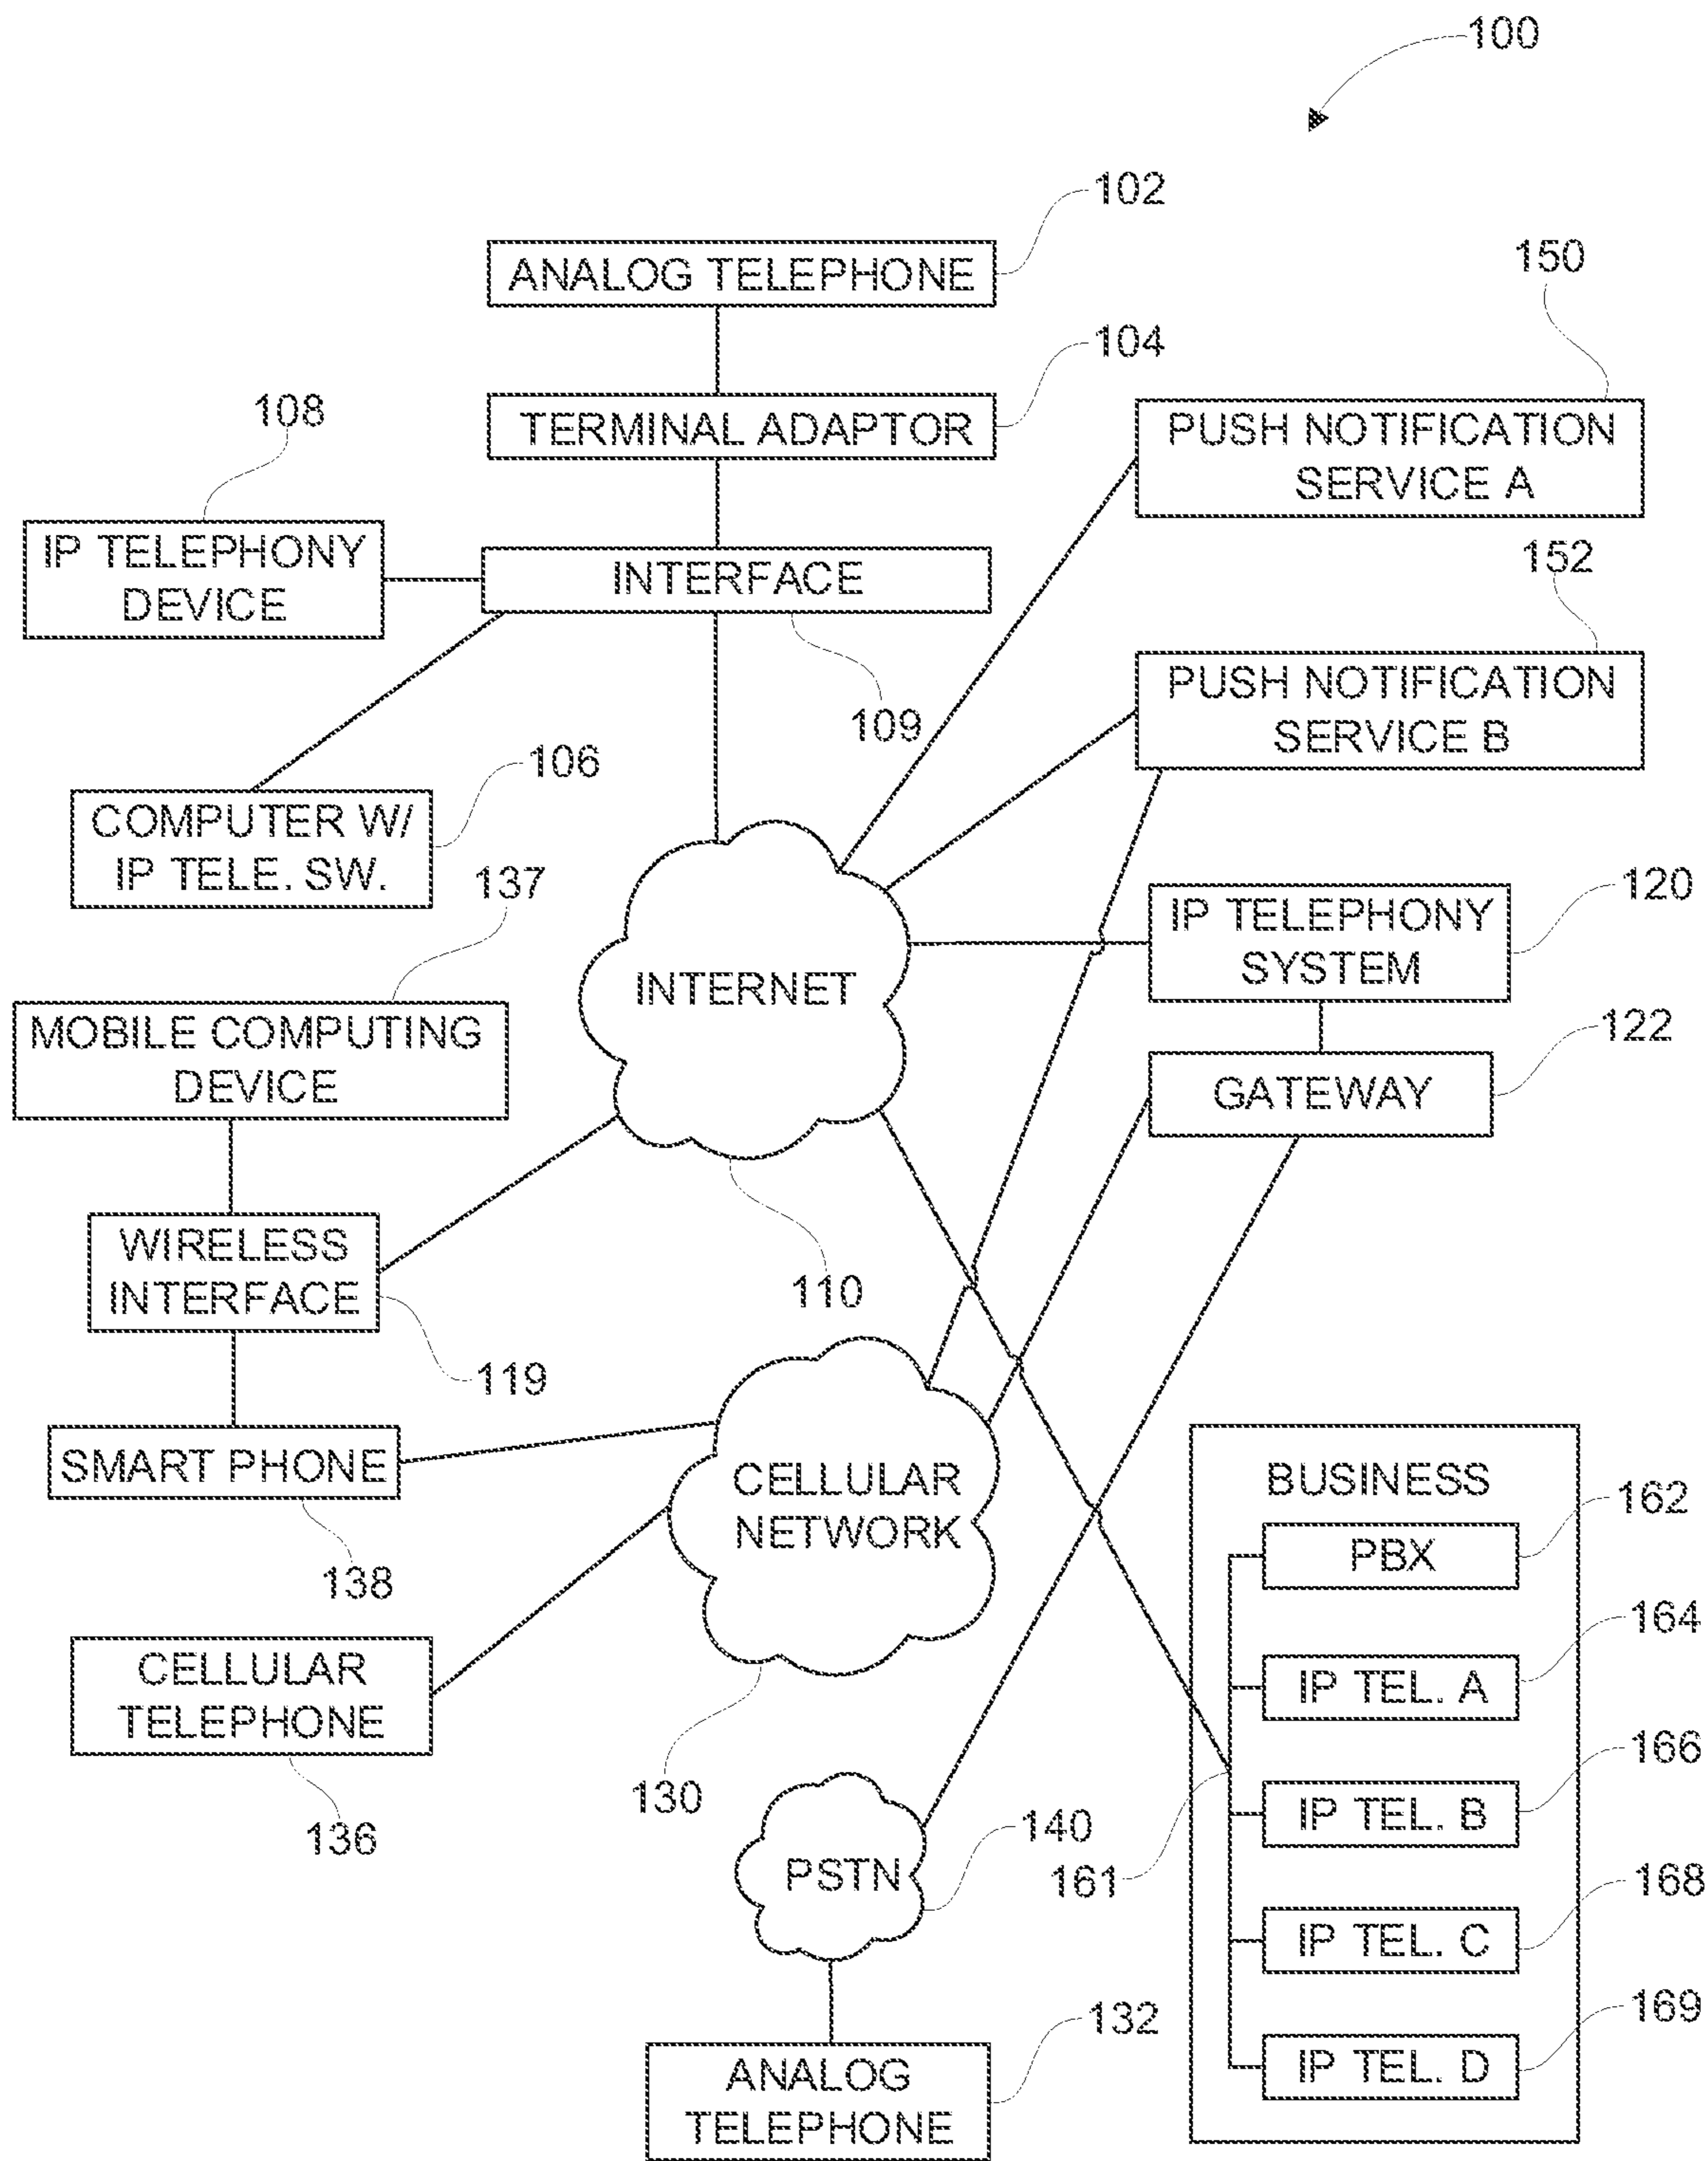 100
102
ANALOG TELEPHONE
150
104
TERMINAL ADAPTOR
PUSH NOTIFICATION
SERVICE A
108
IP TELEPHONY
DEVICE
INTERFACE
152
PUSH NOTIFICATION
SERVICE B
109
106
COMPUTER W/
IP TELE. SW.
137
120
IP TELEPHONY
SYSTEM
INTERNET
MOBILE COMPUTING
DEVICE
122
GATEWAY
WIRELESS
INTERFACE
110
119
SMART PHONE
138
CELLULAR
NETWORK
BUSINESS
162
PBX
164
IP TEL. A
CELLULAR
TELEPHONE
136
130
166
IP TEL. B
140
PSTN
161
168
IP TEL. C
132
ANALOG
TELEPHONE
169
IP TEL. D